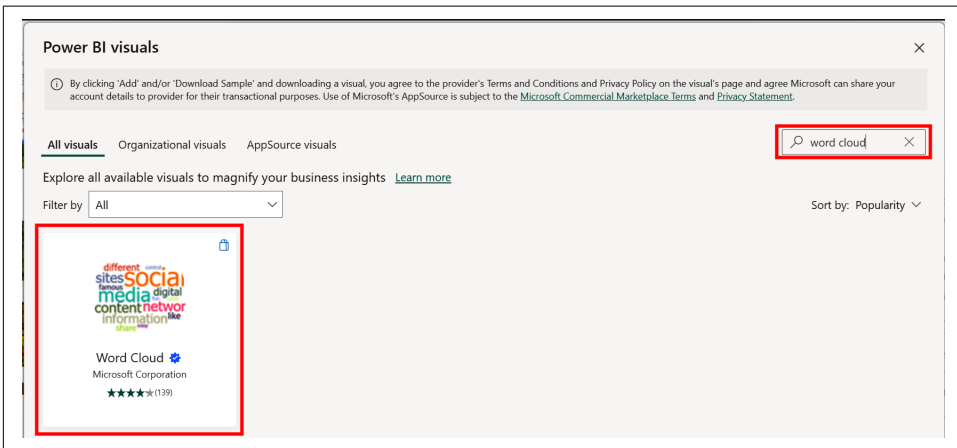 Power BI visuals
By clicking 'Add' and/or 'Download Sample' and downloading a visual, you agree to the provider's Terms and Conditions and Privacy Policy on the visual's page and agree Microsoft can share your
account details to provider for their transactional purposes. Use of Microsoft's AppSource is subject to the Microsoft Commercial Marketplace Terms and Privacy Statement.
All visuals Organizational visuals AppSource visuals
word cloud
Explore all available visuals to magnify your business insights Learn more
Filter by All
Sort by: Popularity
different
sites social
famous
media digital
content networ
information like
share
Word Cloud
Microsoft Corporation
(139)